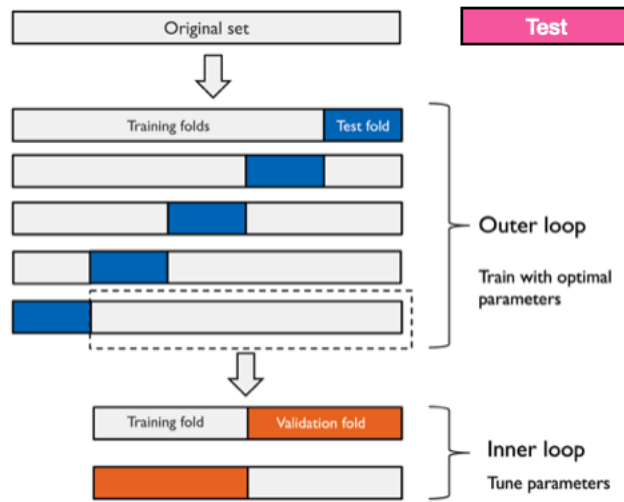 Original set
Test
Training folds
Test fold
Outer loop
Train with optimal
parameters
Training fold
Validation fold
Inner loop
Tune parameters